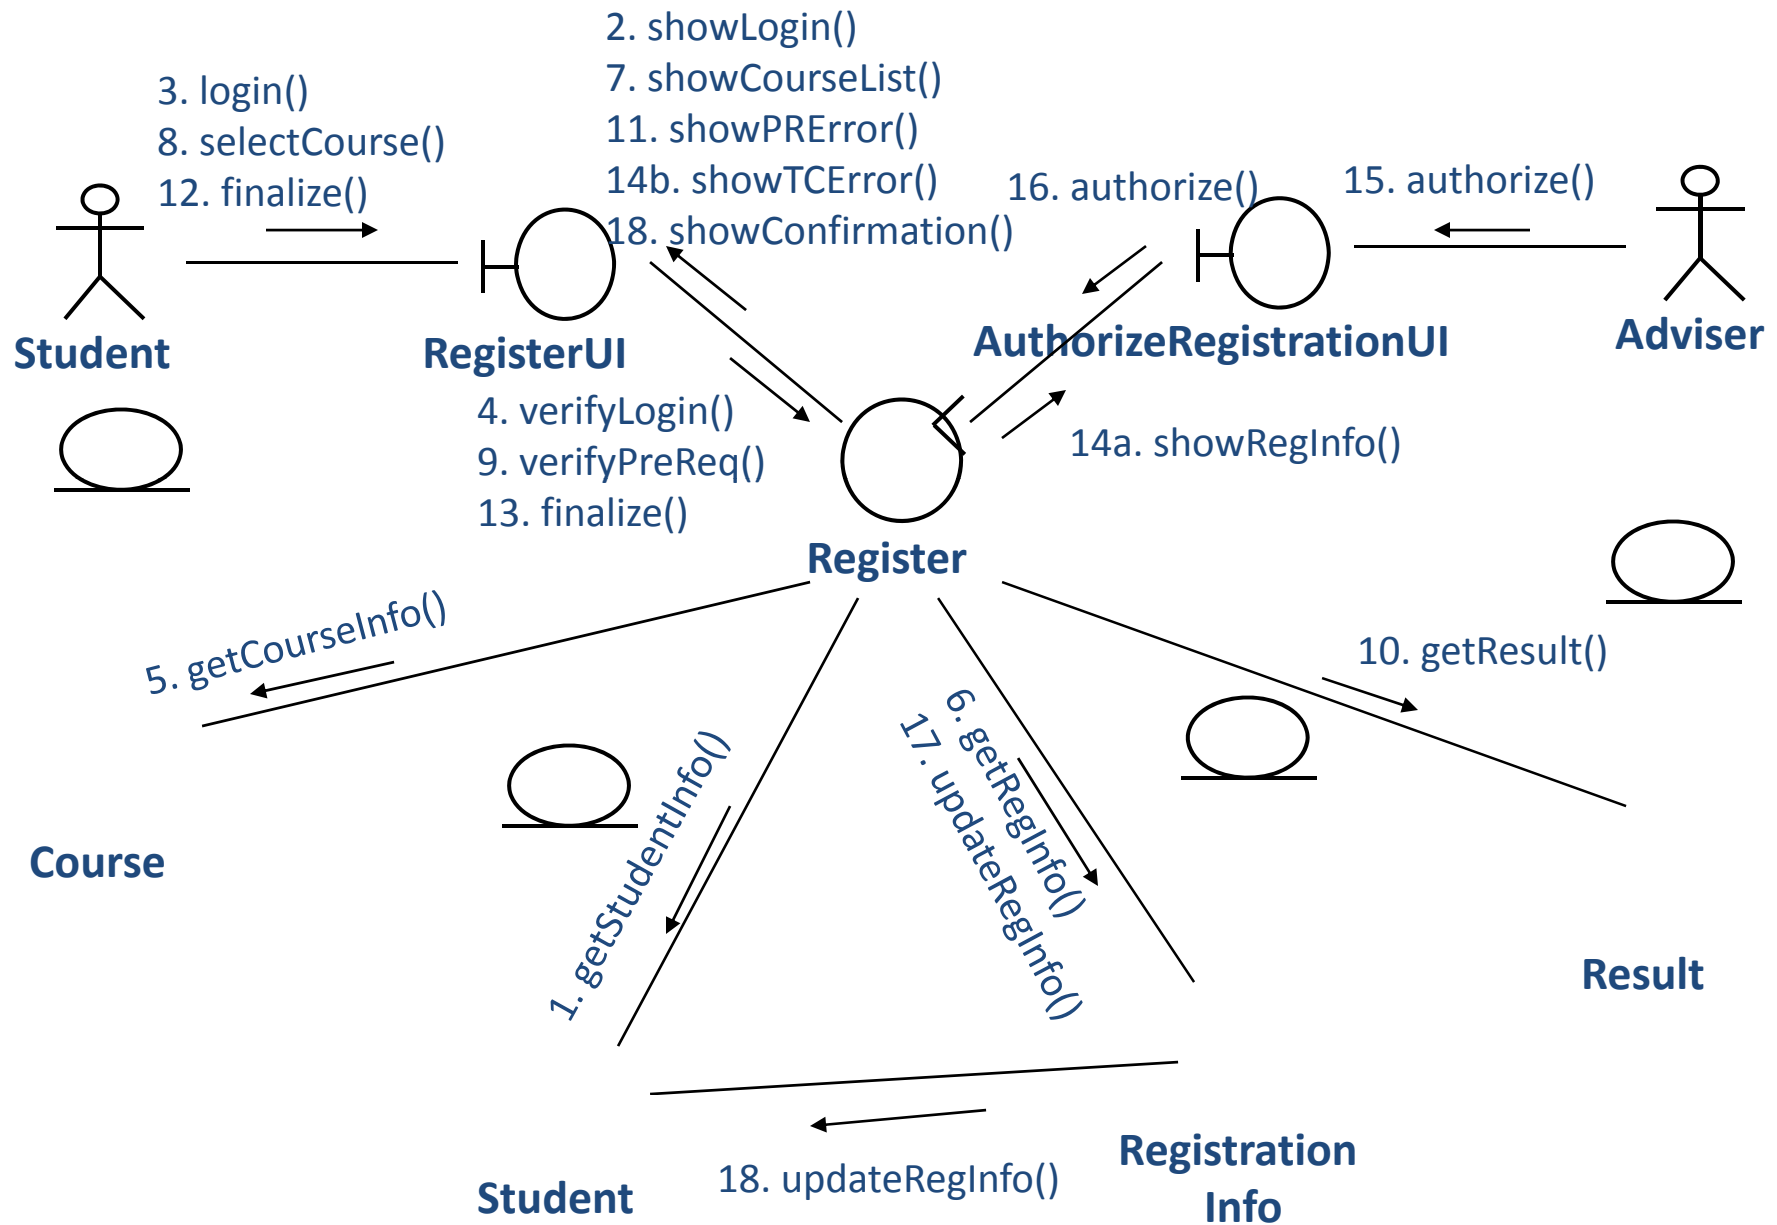 2. showLogin()
7. showCourseList()
11. showPRError()
14b. showTCError()
18. showConfirmation()
3. login()
8. selectCourse()
12. finalize()
16. authorize()
15. authorize()
Student
RegisterUI
AuthorizeRegistrationUI
Adviser
4. verifyLogin()
9. verifyPreReq()
13. finalize()
14a. showRegInfo()
Register
5. getCourseInfo()
10. getResult()
1. getStudentInfo()
6. getRegInfo()
17. updateRegInfo()
Course
Result
Student
18. updateRegInfo()
Registration
Info